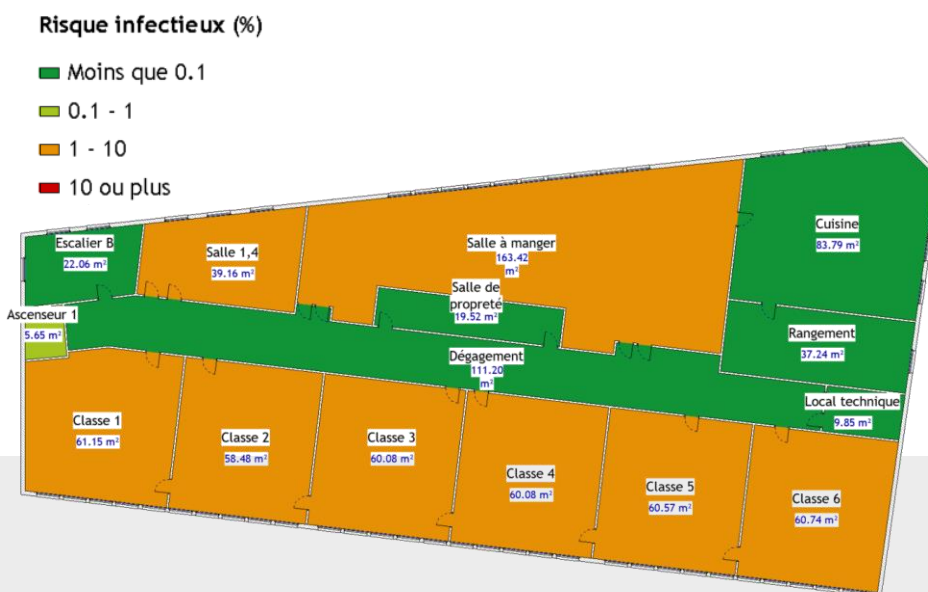 Risque infectieux (%)
Moins que 0.1
0.1 - 1
1 - 10
10 ou plus
Escalier B
22.06 m²
Salle 1,4
39.16 m²
Salle à manger
163.42
m²
Cuisine
83.79 m²
Salle de
propreté
19.52 m²
Ascenseur 1
5.65 m²
Rangement
37.24 m²
Dégagement
111.20
m²
Local technique
9.85 m²
Classe 1
61.15 m²
Classe 2
58.48 m²
Classe 3
60.08 m²
Classe 4
60.08 m²
Classe 5
60.57 m²
Classe 6
60.74 m²